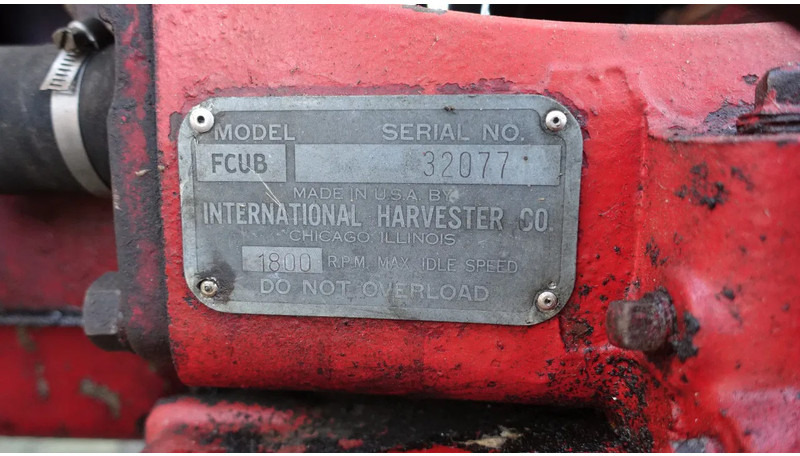 MODEL SERIAL NO.
FCUB 32077
MADE IN U.S.A. BY
INTERNATIONAL HARVESTER CO.
CHICAGO ILLINOIS
1800 R.P.M. MAX. IDLE SPEED
DO NOT OVERLOAD